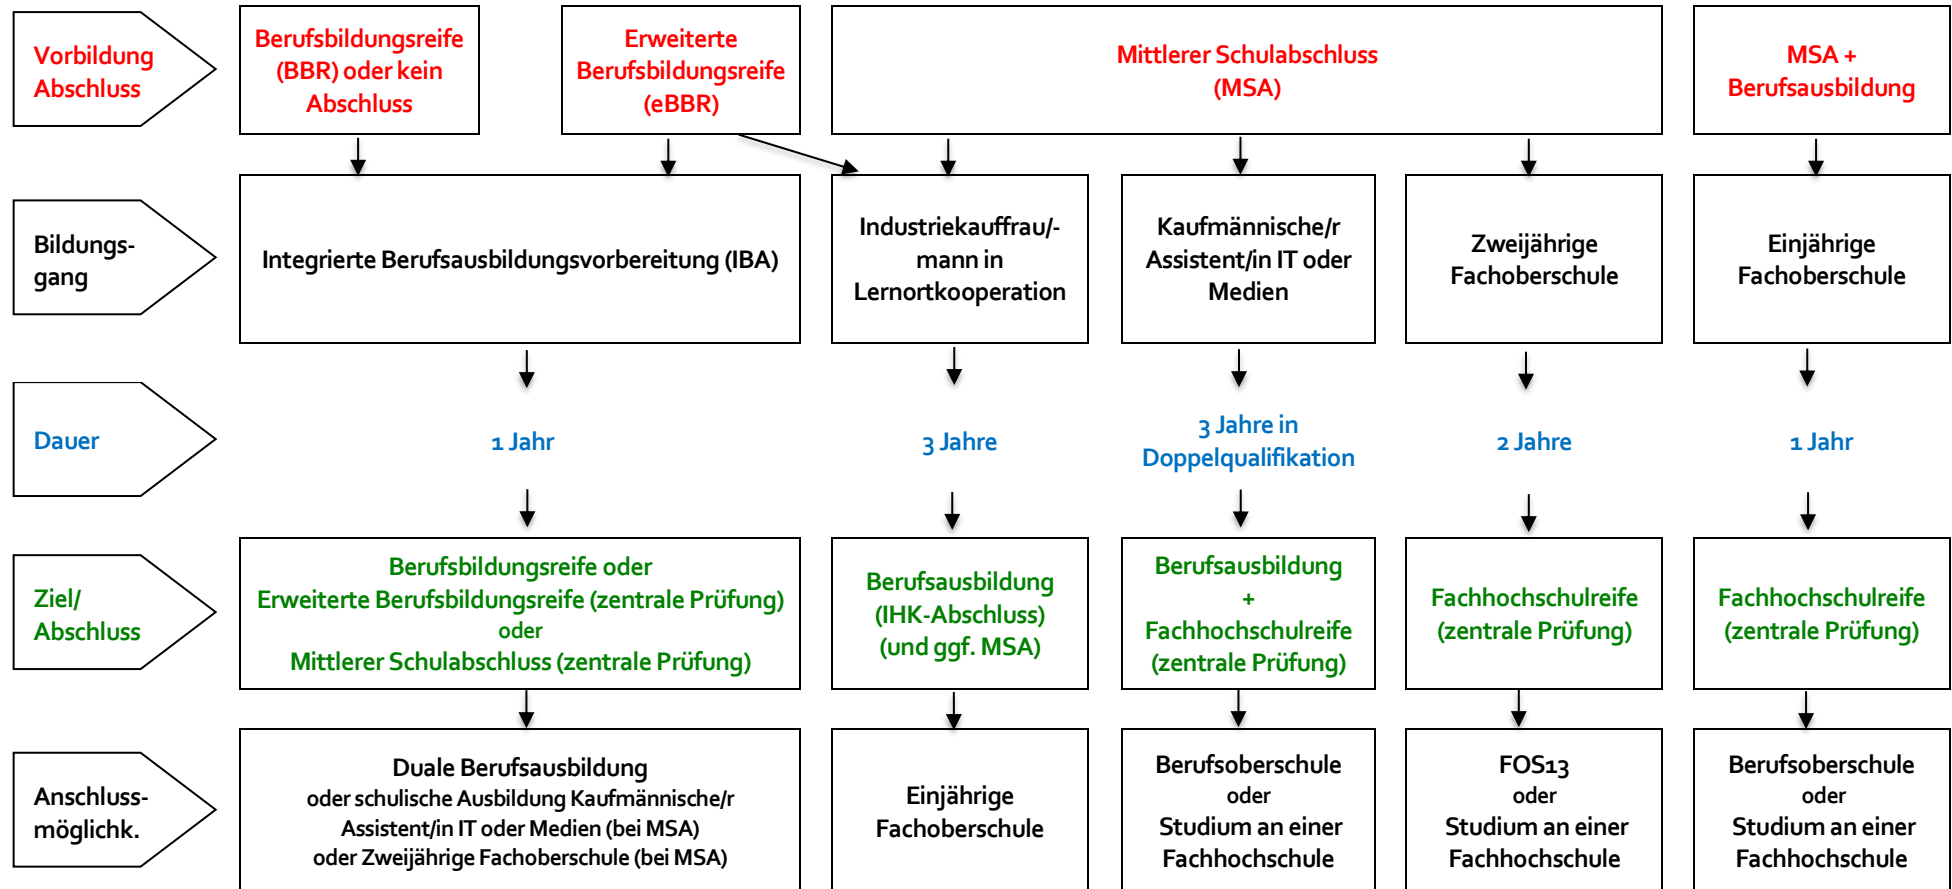 Vorbildung
Abschluss
Berufsbildungsreife
(BBR) oder kein
Abschluss
Erweiterte
Berufsbildungsreife
(eBBR)
Mittlerer Schulabschluss
(MSA)
MSA +
Berufsausbildung
Bildungs-
gang
Integrierte Berufsausbildungsvorbereitung (IBA)
Industriekauffrau/-
mann in
Lernortkooperation
Kaufmännische/r
Assistent/in IT oder
Medien
Zweijährige
Fachoberschule
Einjährige
Fachoberschule
Dauer
1 Jahr
3 Jahre
3 Jahre in
Doppelqualifikation
2 Jahre
1 Jahr
Ziel/
Abschluss
Berufsbildungsreife oder
Erweiterte Berufsbildungsreife (zentrale Prüfung)
oder
Mittlerer Schulabschluss (zentrale Prüfung)
Berufsausbildung
(IHK-Abschluss)
(und ggf. MSA)
Berufsausbildung
+
Fachhochschulreife
(zentrale Prüfung)
Fachhochschulreife
(zentrale Prüfung)
Fachhochschulreife
(zentrale Prüfung)
Anschluss-
möglichk.
Duale Berufsausbildung
oder schulische Ausbildung Kaufmännische/r
Assistent/in IT oder Medien (bei MSA)
oder Zweijährige Fachoberschule (bei MSA)
Einjährige
Fachoberschule
Berufsoberschule
oder
Studium an einer
Fachhochschule
FOS13
oder
Studium an einer
Fachhochschule
Berufsoberschule
oder
Studium an einer
Fachhochschule